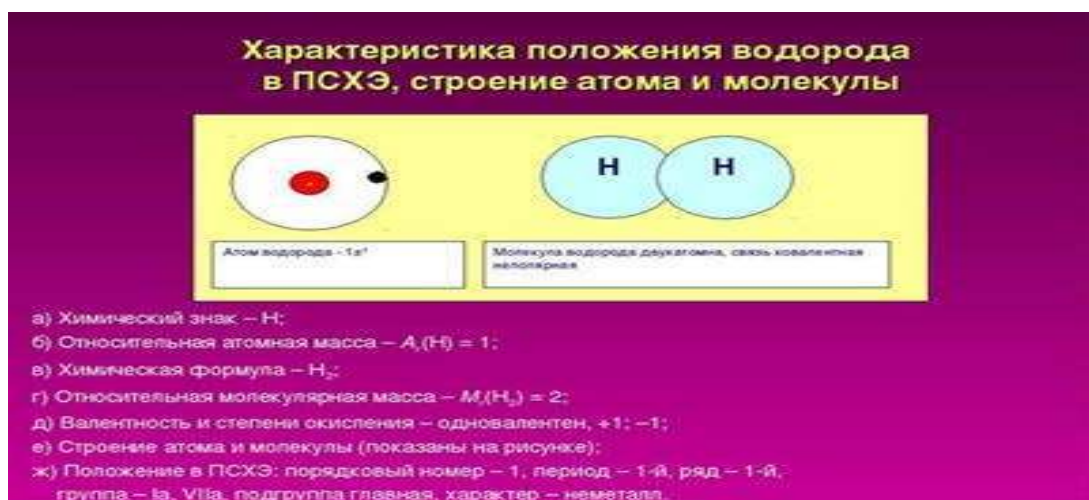 Характеристика положения водорода
в ПСХЭ, строение атома и молекулы
H H
Атом водорода - 1s¹
Молекула водорода двухатомна, связь ковалентная
неполярная
а) Химический знак – H;
б) Относительная атомная масса – Aᵣ(H) = 1;
в) Химическая формула – H₂;
г) Относительная молекулярная масса – Mᵣ(H₂) = 2;
д) Валентность и степени окисления – одновалентен, +1; –1;
е) Строение атома и молекулы (показаны на рисунке);
ж) Положение в ПСХЭ: порядковый номер – 1, период – 1-й, ряд – 1-й,
группа – Iа, VIIа, подгруппа главная, характер – неметалл.